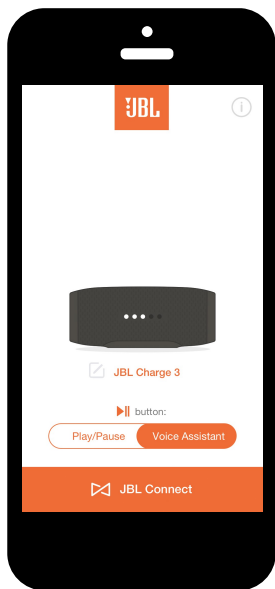 JBL
JBL Charge 3
button:
Play/Pause Voice Assistant
JBL Connect